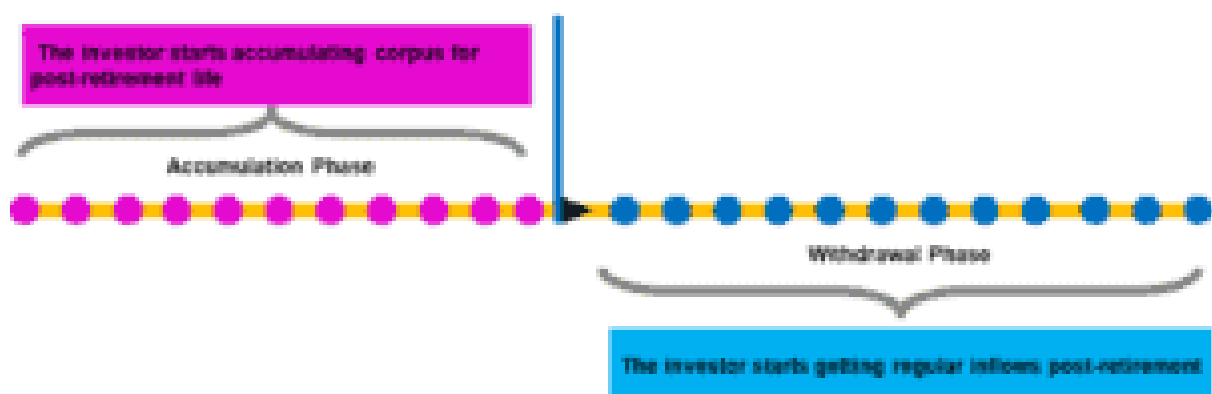 The investor starts accumulating corpus for
post-retirement life
Accumulation Phase
Withdrawal Phase
The investor starts getting regular inflows post-retirement